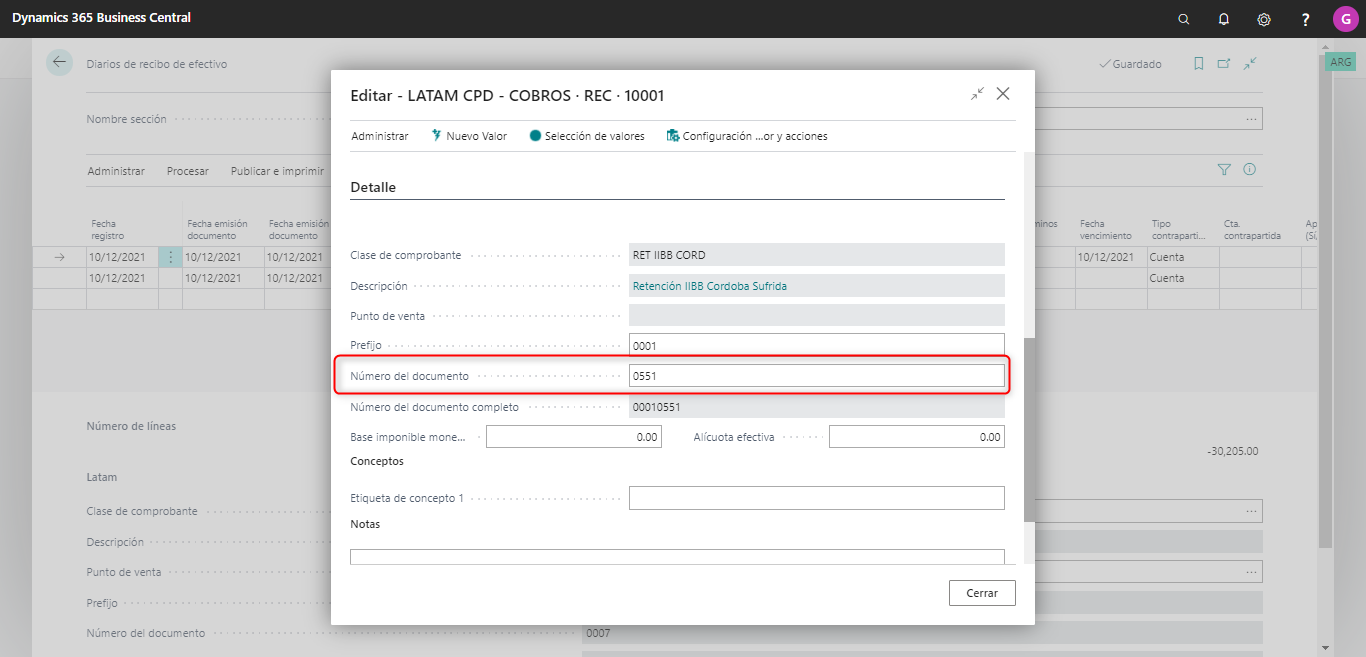 Dynamics 365 Business Central
?
G
Diarios de recibo de efectivo
Guardado
ARG
Nombre sección
...
Administrar Procesar Publicar e imprimir
Fecha registro Fecha emisión documento Fecha emisión documento Fecha vencimiento Tipo contraparti... Cta. contrapartida
10/12/2021 10/12/2021 10/12/2021 10/12/2021 Cuenta
10/12/2021 10/12/2021 10/12/2021 Cuenta
Número de líneas
-30,205.00
Latam
Clase de comprobante ...
Descripción
Punto de venta ...
Prefijo
Número del documento 0007
Editar - LATAM CPD - COBROS · REC · 10001
Administrar Nuevo Valor Selección de valores Configuración ...or y acciones
Detalle
Clase de comprobante RET IIBB CORD
Descripción Retención IIBB Cordoba Sufrida
Punto de venta
Prefijo 0001
Número del documento 0551
Número del documento completo 00010551
Base imponible mone... 0.00 Alícuota efectiva 0.00
Conceptos
Etiqueta de concepto 1
Notas
Cerrar